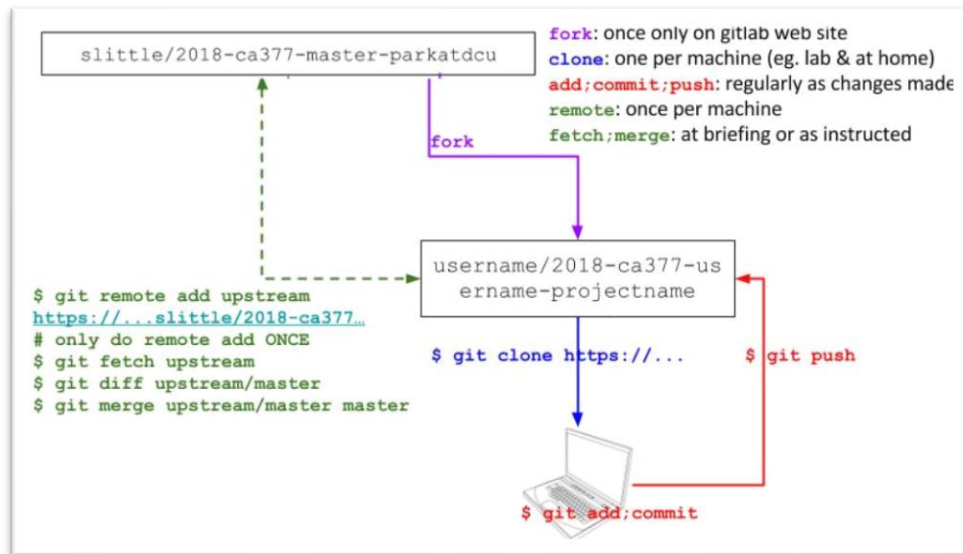 slittle/2018-ca377-master-parkatdcu
fork: once only on gitlab web site
clone: one per machine (eg. lab & at home)
add;commit;push: regularly as changes made
remote: once per machine
fetch;merge: at briefing or as instructed
fork
username/2018-ca377-us
ername-projectname
$ git remote add upstream
https://...slittle/2018-ca377…
# only do remote add ONCE
$ git fetch upstream
$ git diff upstream/master
$ git merge upstream/master master
$ git clone https://...
$ git push
$ git add;commit